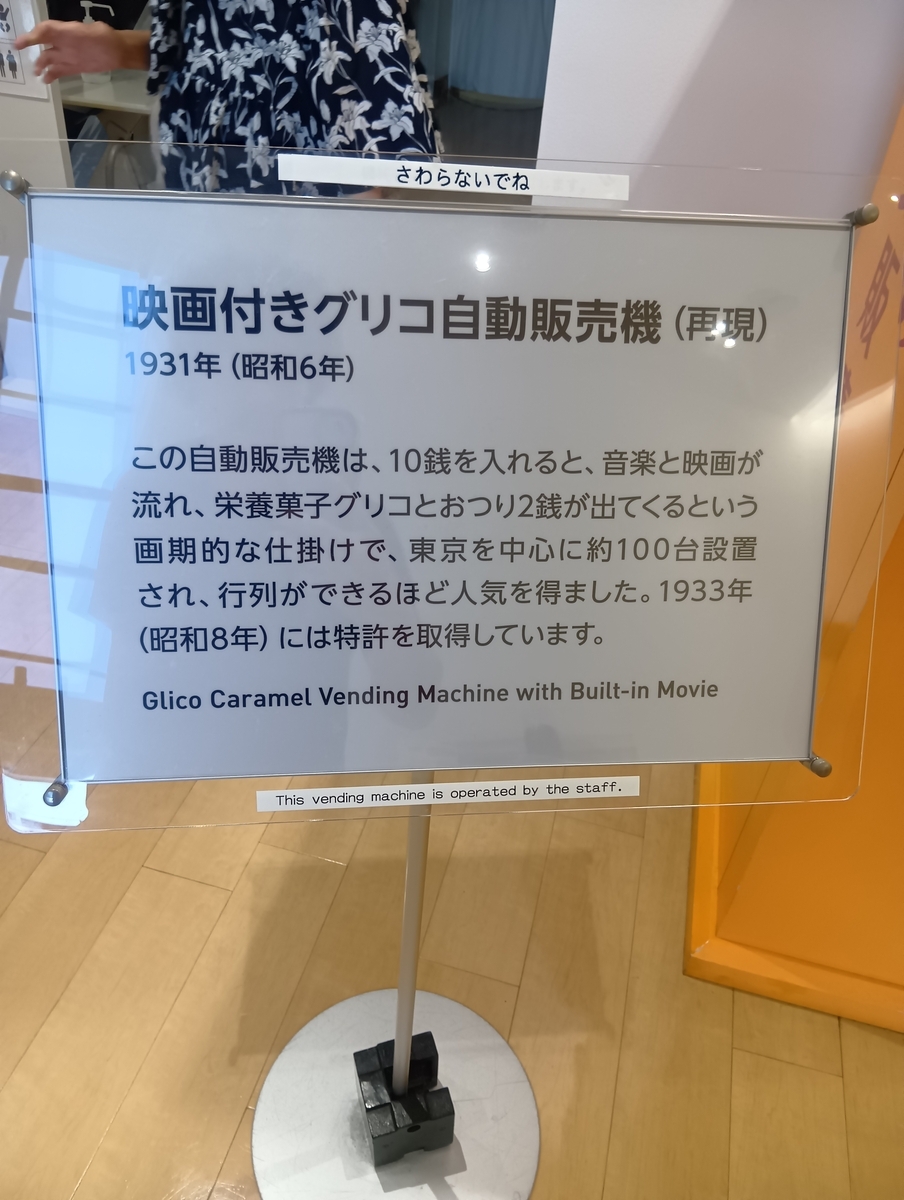 さわらないでね
映画付きグリコ自動販売機（再現）
1931年（昭和6年）
この自動販売機は、10銭を入れると、音楽と映画が
流れ、栄養菓子グリコとおつり2銭が出てくるという
画期的な仕掛けで、東京を中心に約100台設置
され、行列ができるほど人気を得ました。1933年
（昭和8年）には特許を取得しています。
Glico Caramel Vending Machine with Built-in Movie
This vending machine is operated by the staff.